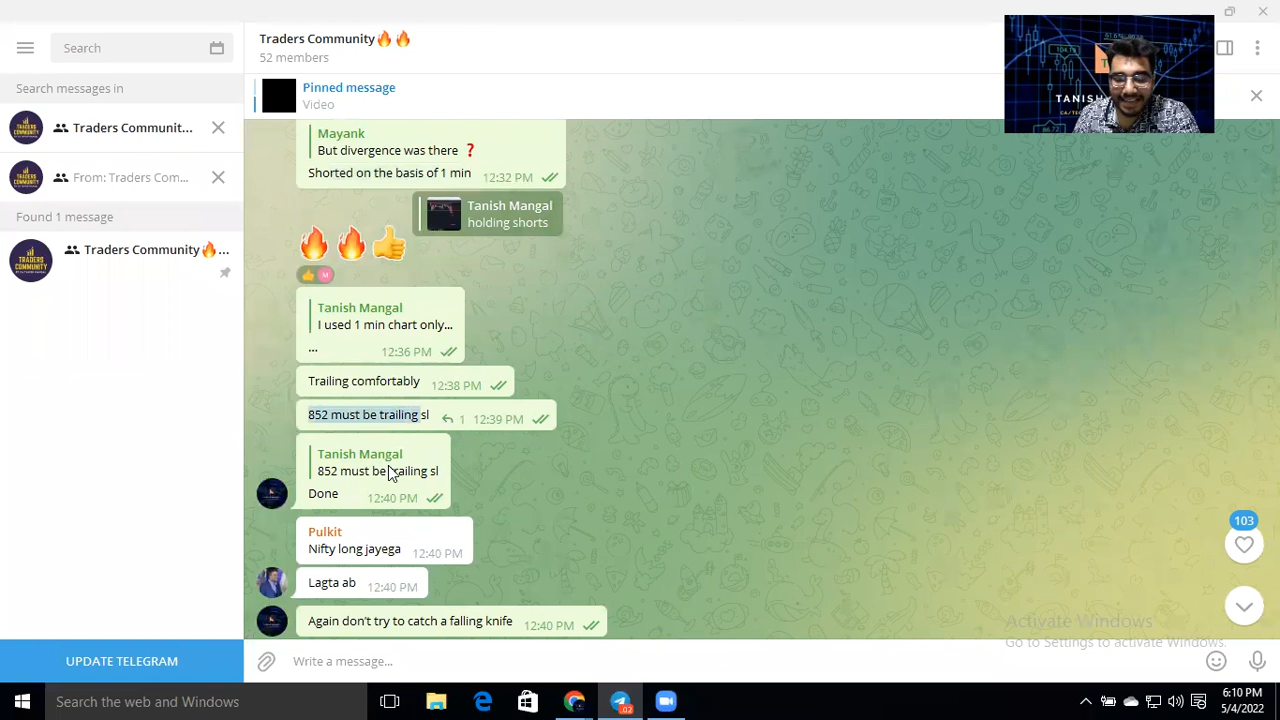 Search
Search messages in
Traders Communit...
From: Traders Com...
Found 1 message
Traders Community🔥...
UPDATE TELEGRAM
Traders Community🔥🔥
52 members
Pinned message
Video
TANISH
Mayank
But divergence was there ❓
Shorted on the basis of 1 min 12:32 PM
Tanish Mangal
holding shorts
🔥 🔥 👍
👍 M
Tanish Mangal
I used 1 min chart only...
... 12:36 PM
Trailing comfortably 12:38 PM
852 must be trailing sl 1 12:39 PM
Tanish Mangal
852 must be trailing sl
Done 12:40 PM
Pulkit
Nifty long jayega 12:40 PM
Lagta ab 12:40 PM
Again don't try to catch a falling knife 12:40 PM
103
Activate Windows
Go to Settings to activate Windows.
Write a message...
Search the web and Windows
6:10 PM
5/4/2022